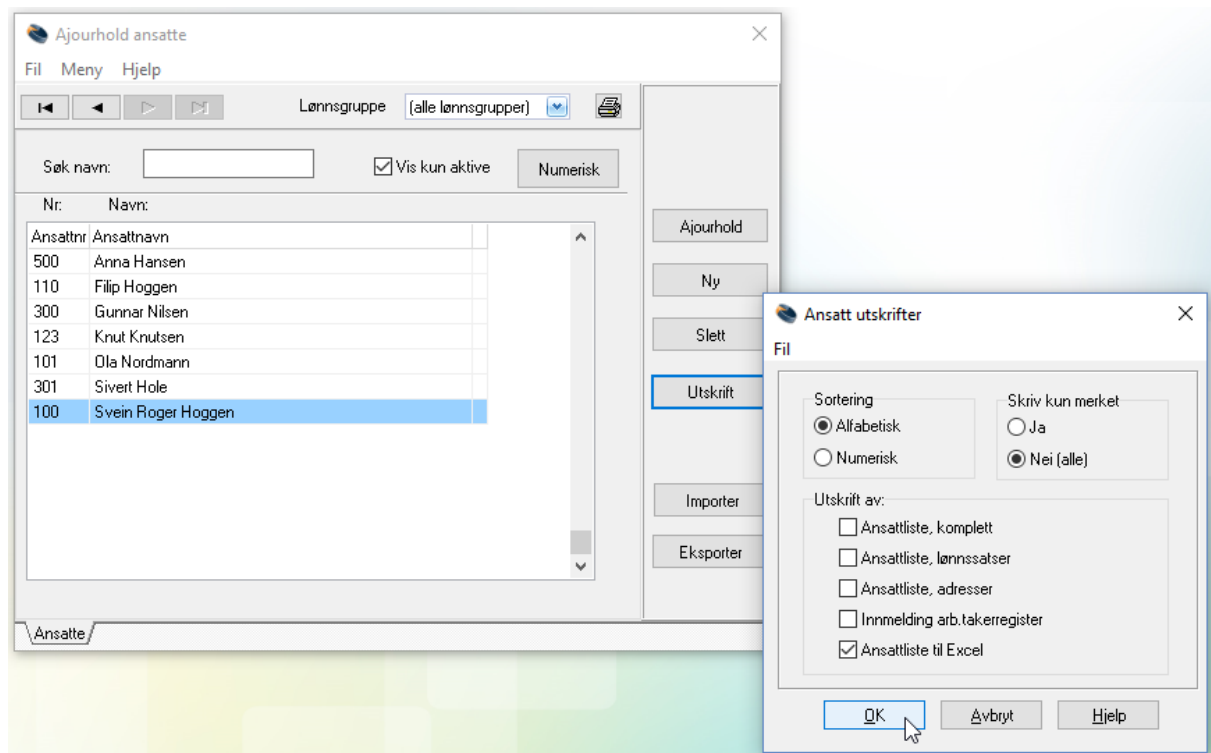 Ajourhold ansatte
Fil Meny Hjelp
Lønnsgruppe (alle lønnsgrupper)
Søk navn: Vis kun aktive Numerisk
Nr: Navn:
Ansattnr Ansattnavn
500 Anna Hansen
110 Filip Hoggen
300 Gunnar Nilsen
123 Knut Knutsen
101 Ola Nordmann
301 Sivert Hole
100 Svein Roger Hoggen
Ansatte
Ajourhold
Ny
Slett
Utskrift
Importer
Eksporter
Ansatt utskrifter
Fil
Sortering
Alfabetisk
Numerisk
Skriv kun merket
Ja
Nei (alle)
Utskrift av:
Ansattliste, komplett
Ansattliste, lønnssatser
Ansattliste, adresser
Innmelding arb.takerregister
Ansattliste til Excel
OK Avbryt Hjelp